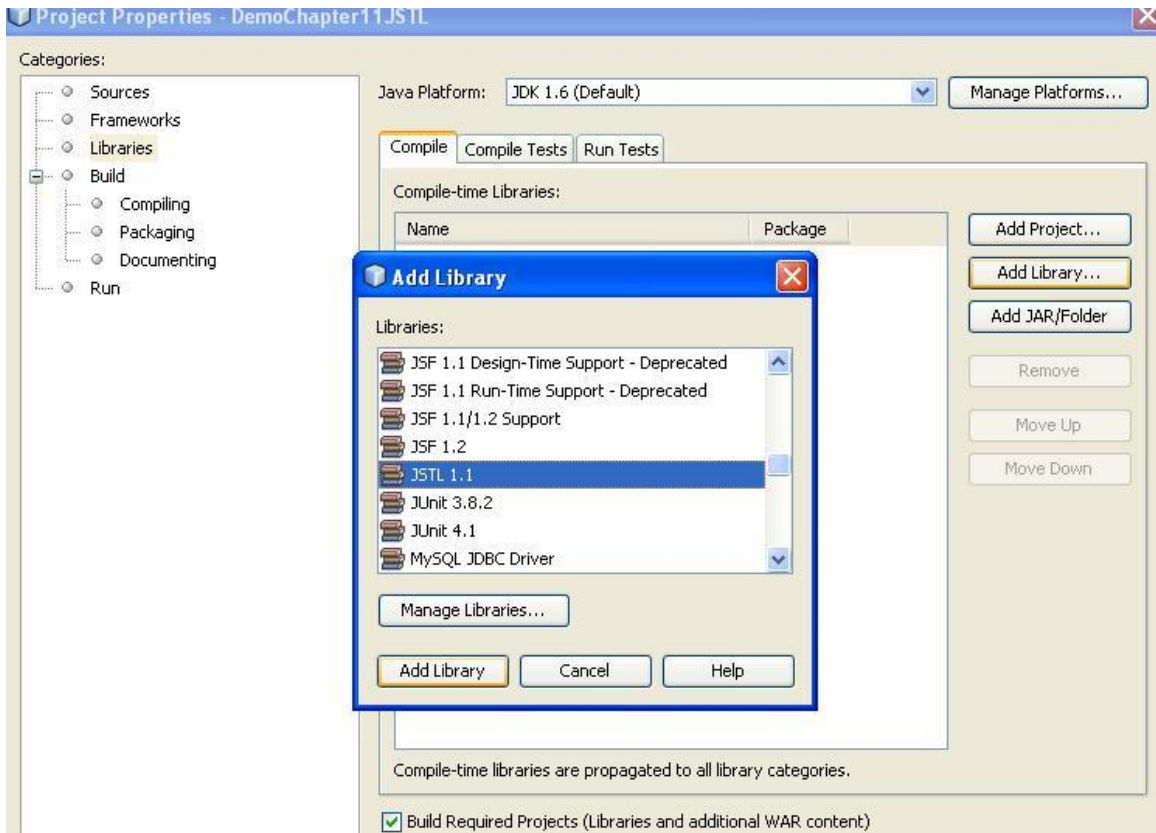 Project Properties - DemoChapter11JSTL
Categories:
Sources
Frameworks
Libraries
Build
Compiling
Packaging
Documenting
Run
Java Platform: JDK 1.6 (Default) Manage Platforms...
Compile Compile Tests Run Tests
Compile-time Libraries:
Name Package
Add Project...
Add Library...
Add JAR/Folder
Remove
Move Up
Move Down
Add Library
Libraries:
JSF 1.1 Design-Time Support - Deprecated
JSF 1.1 Run-Time Support - Deprecated
JSF 1.1/1.2 Support
JSF 1.2
JSTL 1.1
JUnit 3.8.2
JUnit 4.1
MySQL JDBC Driver
Manage Libraries...
Add Library Cancel Help
Compile-time libraries are propagated to all library categories.
Build Required Projects (Libraries and additional WAR content)